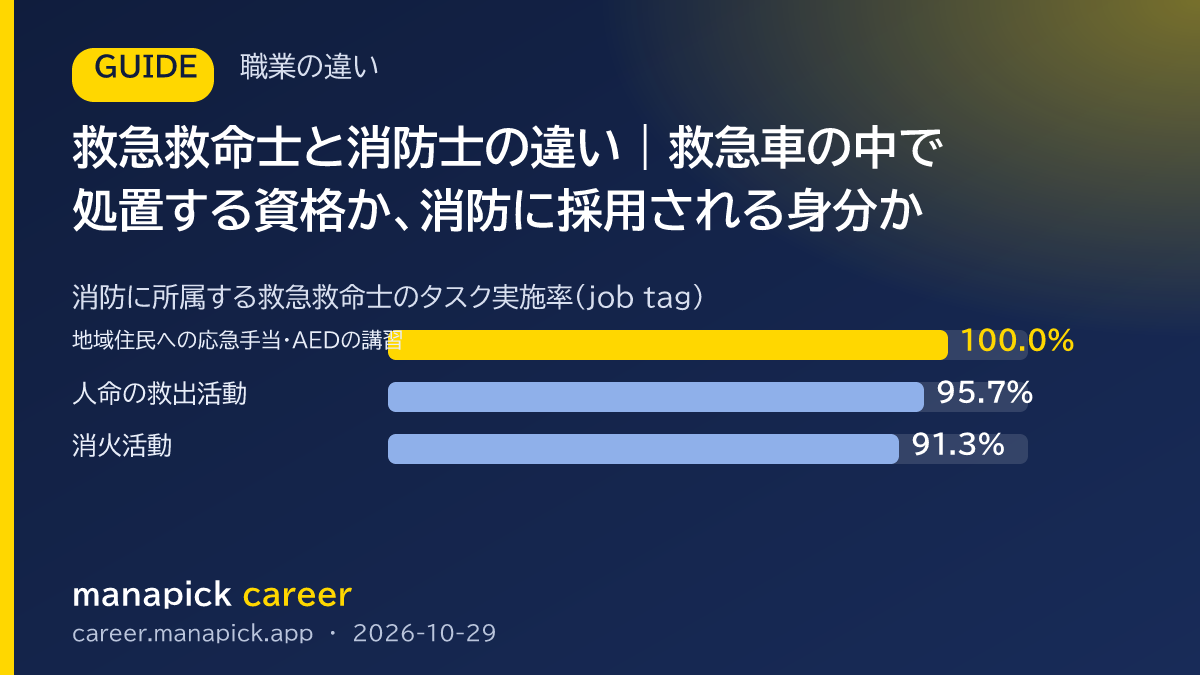 GUIDE 職業の違い
救急救命士と消防士の違い｜救急車の中で
処置する資格か、消防に採用される身分か
消防に所属する救急救命士のタスク実施率（job tag）
地域住民への応急手当・AEDの講習 100.0%
人命の救出活動 95.7%
消火活動 91.3%
manapick career
career.manapick.app ・ 2026-10-29